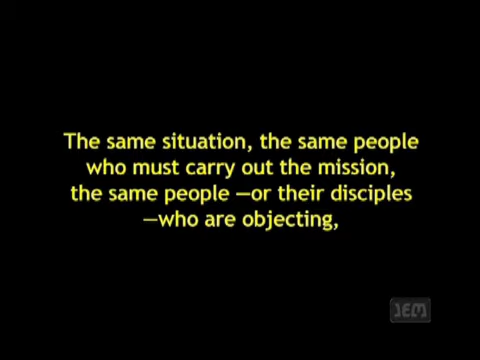 The same situation, the same people
who must carry out the mission,
the same people —or their disciples
—who are objecting,
JEM